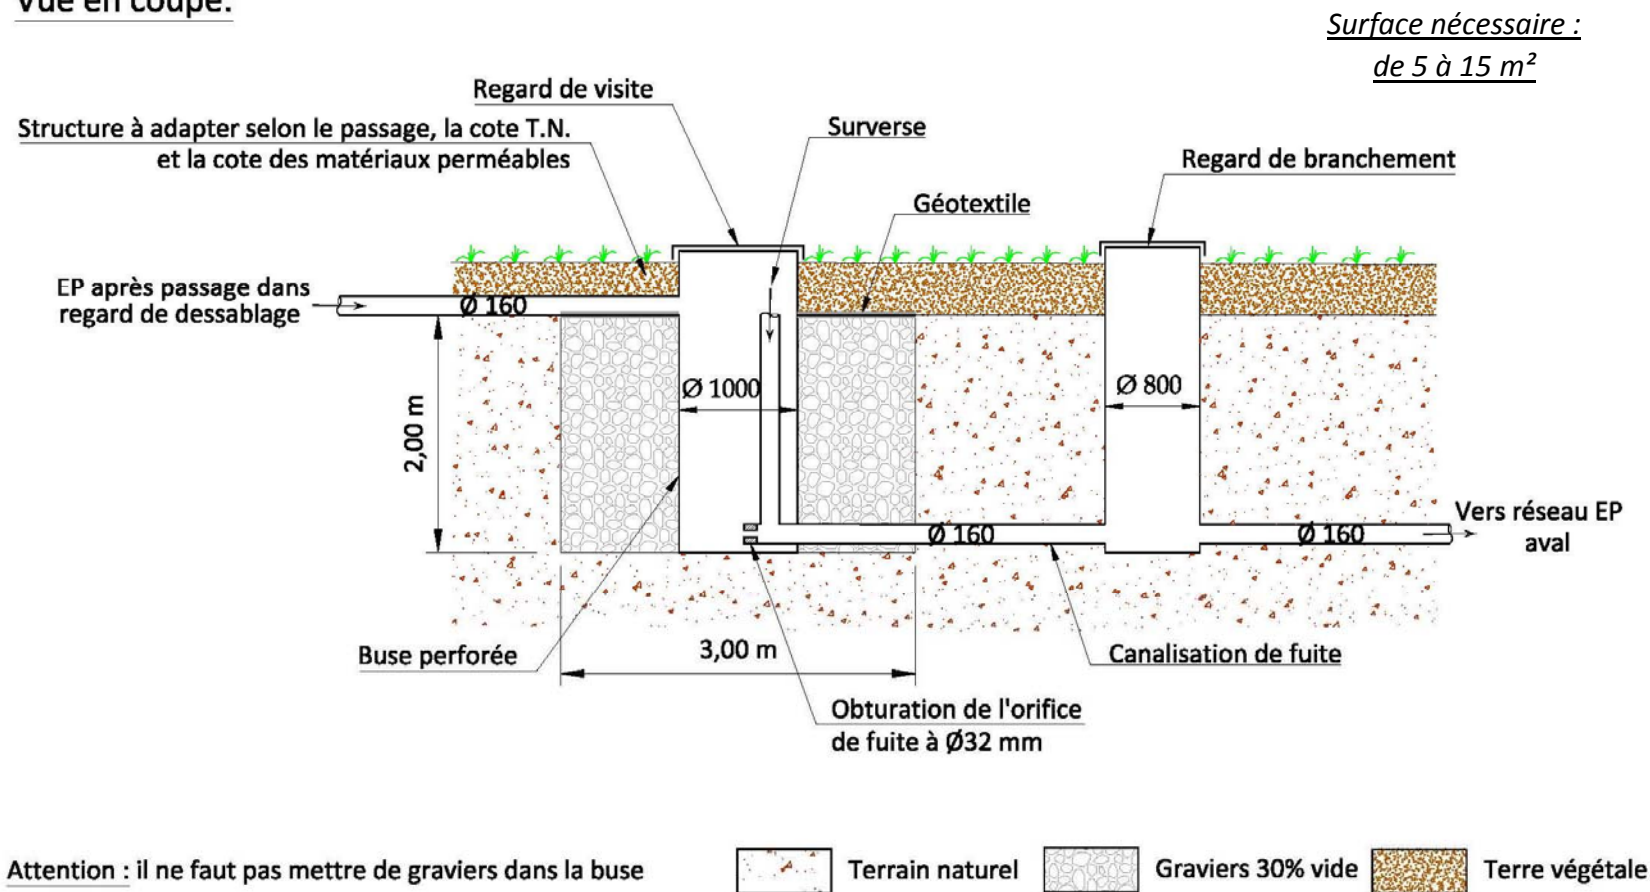 Vue en coupe:
Surface nécessaire :
de 5 à 15 m²
Regard de visite
Structure à adapter selon le passage, la cote T.N.
et la cote des matériaux perméables
Surverse
Regard de branchement
Géotextile
EP après passage dans
regard de dessablage
Ø 160
Ø 1000
Ø 800
2,00 m
Ø 160
Ø 160
Vers réseau EP
aval
Buse perforée
3,00 m
Canalisation de fuite
Obturation de l'orifice
de fuite à Ø32 mm
Attention : il ne faut pas mettre de graviers dans la buse
Terrain naturel
Graviers 30% vide
Terre végétale